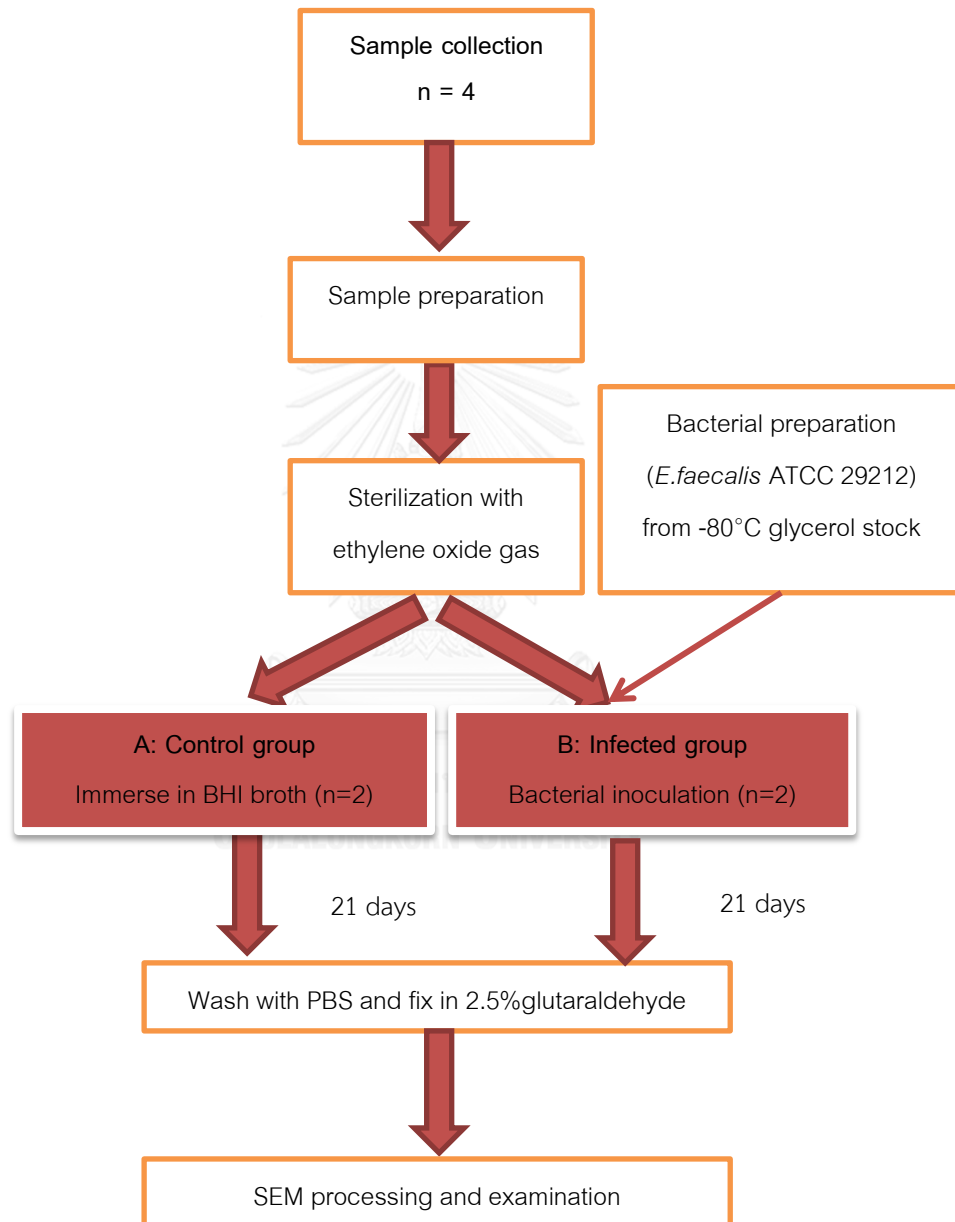 Sample collection
n = 4
Sample preparation
Sterilization with
ethylene oxide gas
Bacterial preparation
(E.faecalis ATCC 29212)
from -80°C glycerol stock
A: Control group
Immerse in BHI broth (n=2)
B: Infected group
Bacterial inoculation (n=2)
21 days
21 days
Wash with PBS and fix in 2.5%glutaraldehyde
SEM processing and examination